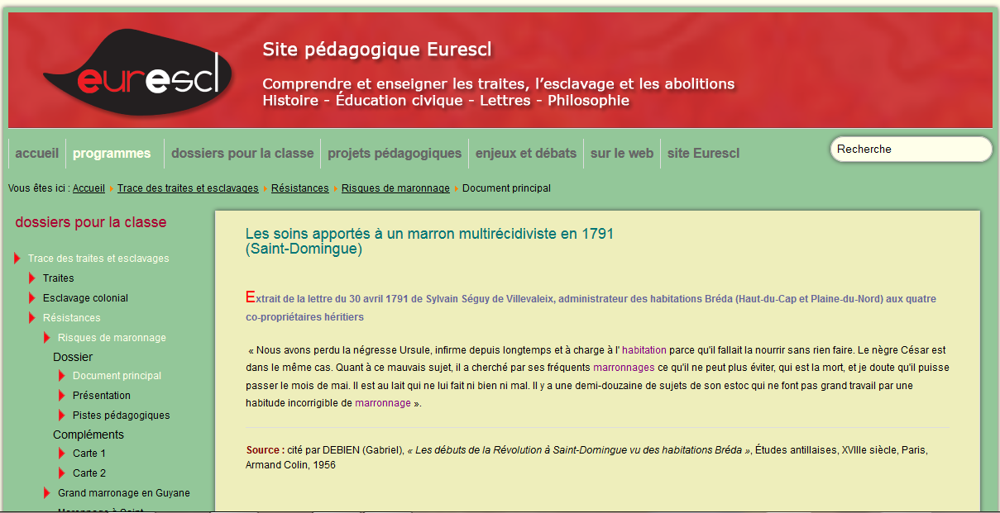 eurescl
Site pédagogique Eurescl
Comprendre et enseigner les traites, l'esclavage et les abolitions
Histoire - Éducation civique - Lettres - Philosophie
accueil programmes dossiers pour la classe projets pédagogiques enjeux et débats sur le web site Eurescl Recherche
Vous êtes ici : Accueil Trace des traites et esclavages Résistances Risques de maronnage Document principal
dossiers pour la classe
Trace des traites et esclavages
Traites
Esclavage colonial
Résistances
Risques de maronnage
Dossier
Document principal
Présentation
Pistes pédagogiques
Compléments
Carte 1
Carte 2
Grand marronage en Guyane
Les soins apportés à un marron multirécidiviste en 1791
(Saint-Domingue)
Extrait de la lettre du 30 avril 1791 de Sylvain Séguy de Villevaleix, administrateur des habitations Bréda (Haut-du-Cap et Plaine-du-Nord) aux quatre
co-propriétaires héritiers
« Nous avons perdu la négresse Ursule, infirme depuis longtemps et à charge à l' habitation parce qu'il fallait la nourrir sans rien faire. Le nègre César est
dans le même cas. Quant à ce mauvais sujet, il a cherché par ses fréquents marronnages ce qu'il ne peut plus éviter, qui est la mort, et je doute qu'il puisse
passer le mois de mai. Il est au lait qui ne lui fait ni bien ni mal. Il y a une demi-douzaine de sujets de son estoc qui ne font pas grand travail par une
habitude incorrigible de marronnage ».
Source : cité par DEBIEN (Gabriel), « Les débuts de la Révolution à Saint-Domingue vu des habitations Bréda », Études antillaises, XVIIIe siècle, Paris,
Armand Colin, 1956